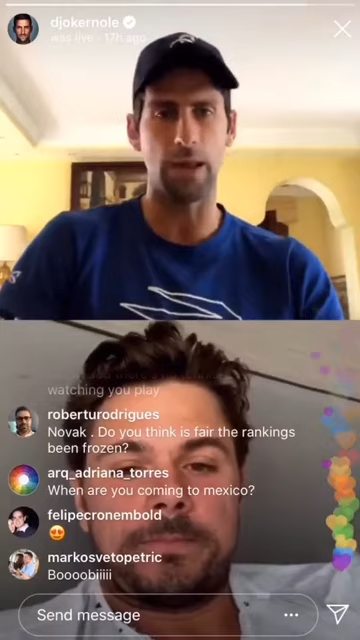 djokernole
was live · 17h ago
watching you play
roberturodrigues
Novak . Do you think is fair the rankings
been frozen?
arq_adriana_torres
When are you coming to mexico?
felipecronembold
😍
markosvetopetric
Boooobiiiii
Send message